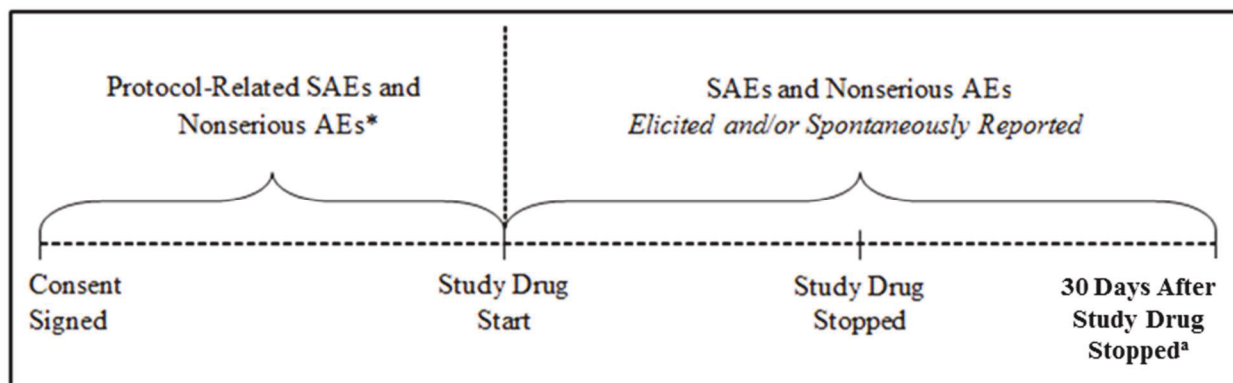 Protocol-Related SAEs and
Nonserious AEs*
SAEs and Nonserious AEs
Elicited and/or Spontaneously Reported
Consent
Signed
Study Drug
Start
Study Drug
Stopped
30 Days After
Study Drug
Stoppedᵃ